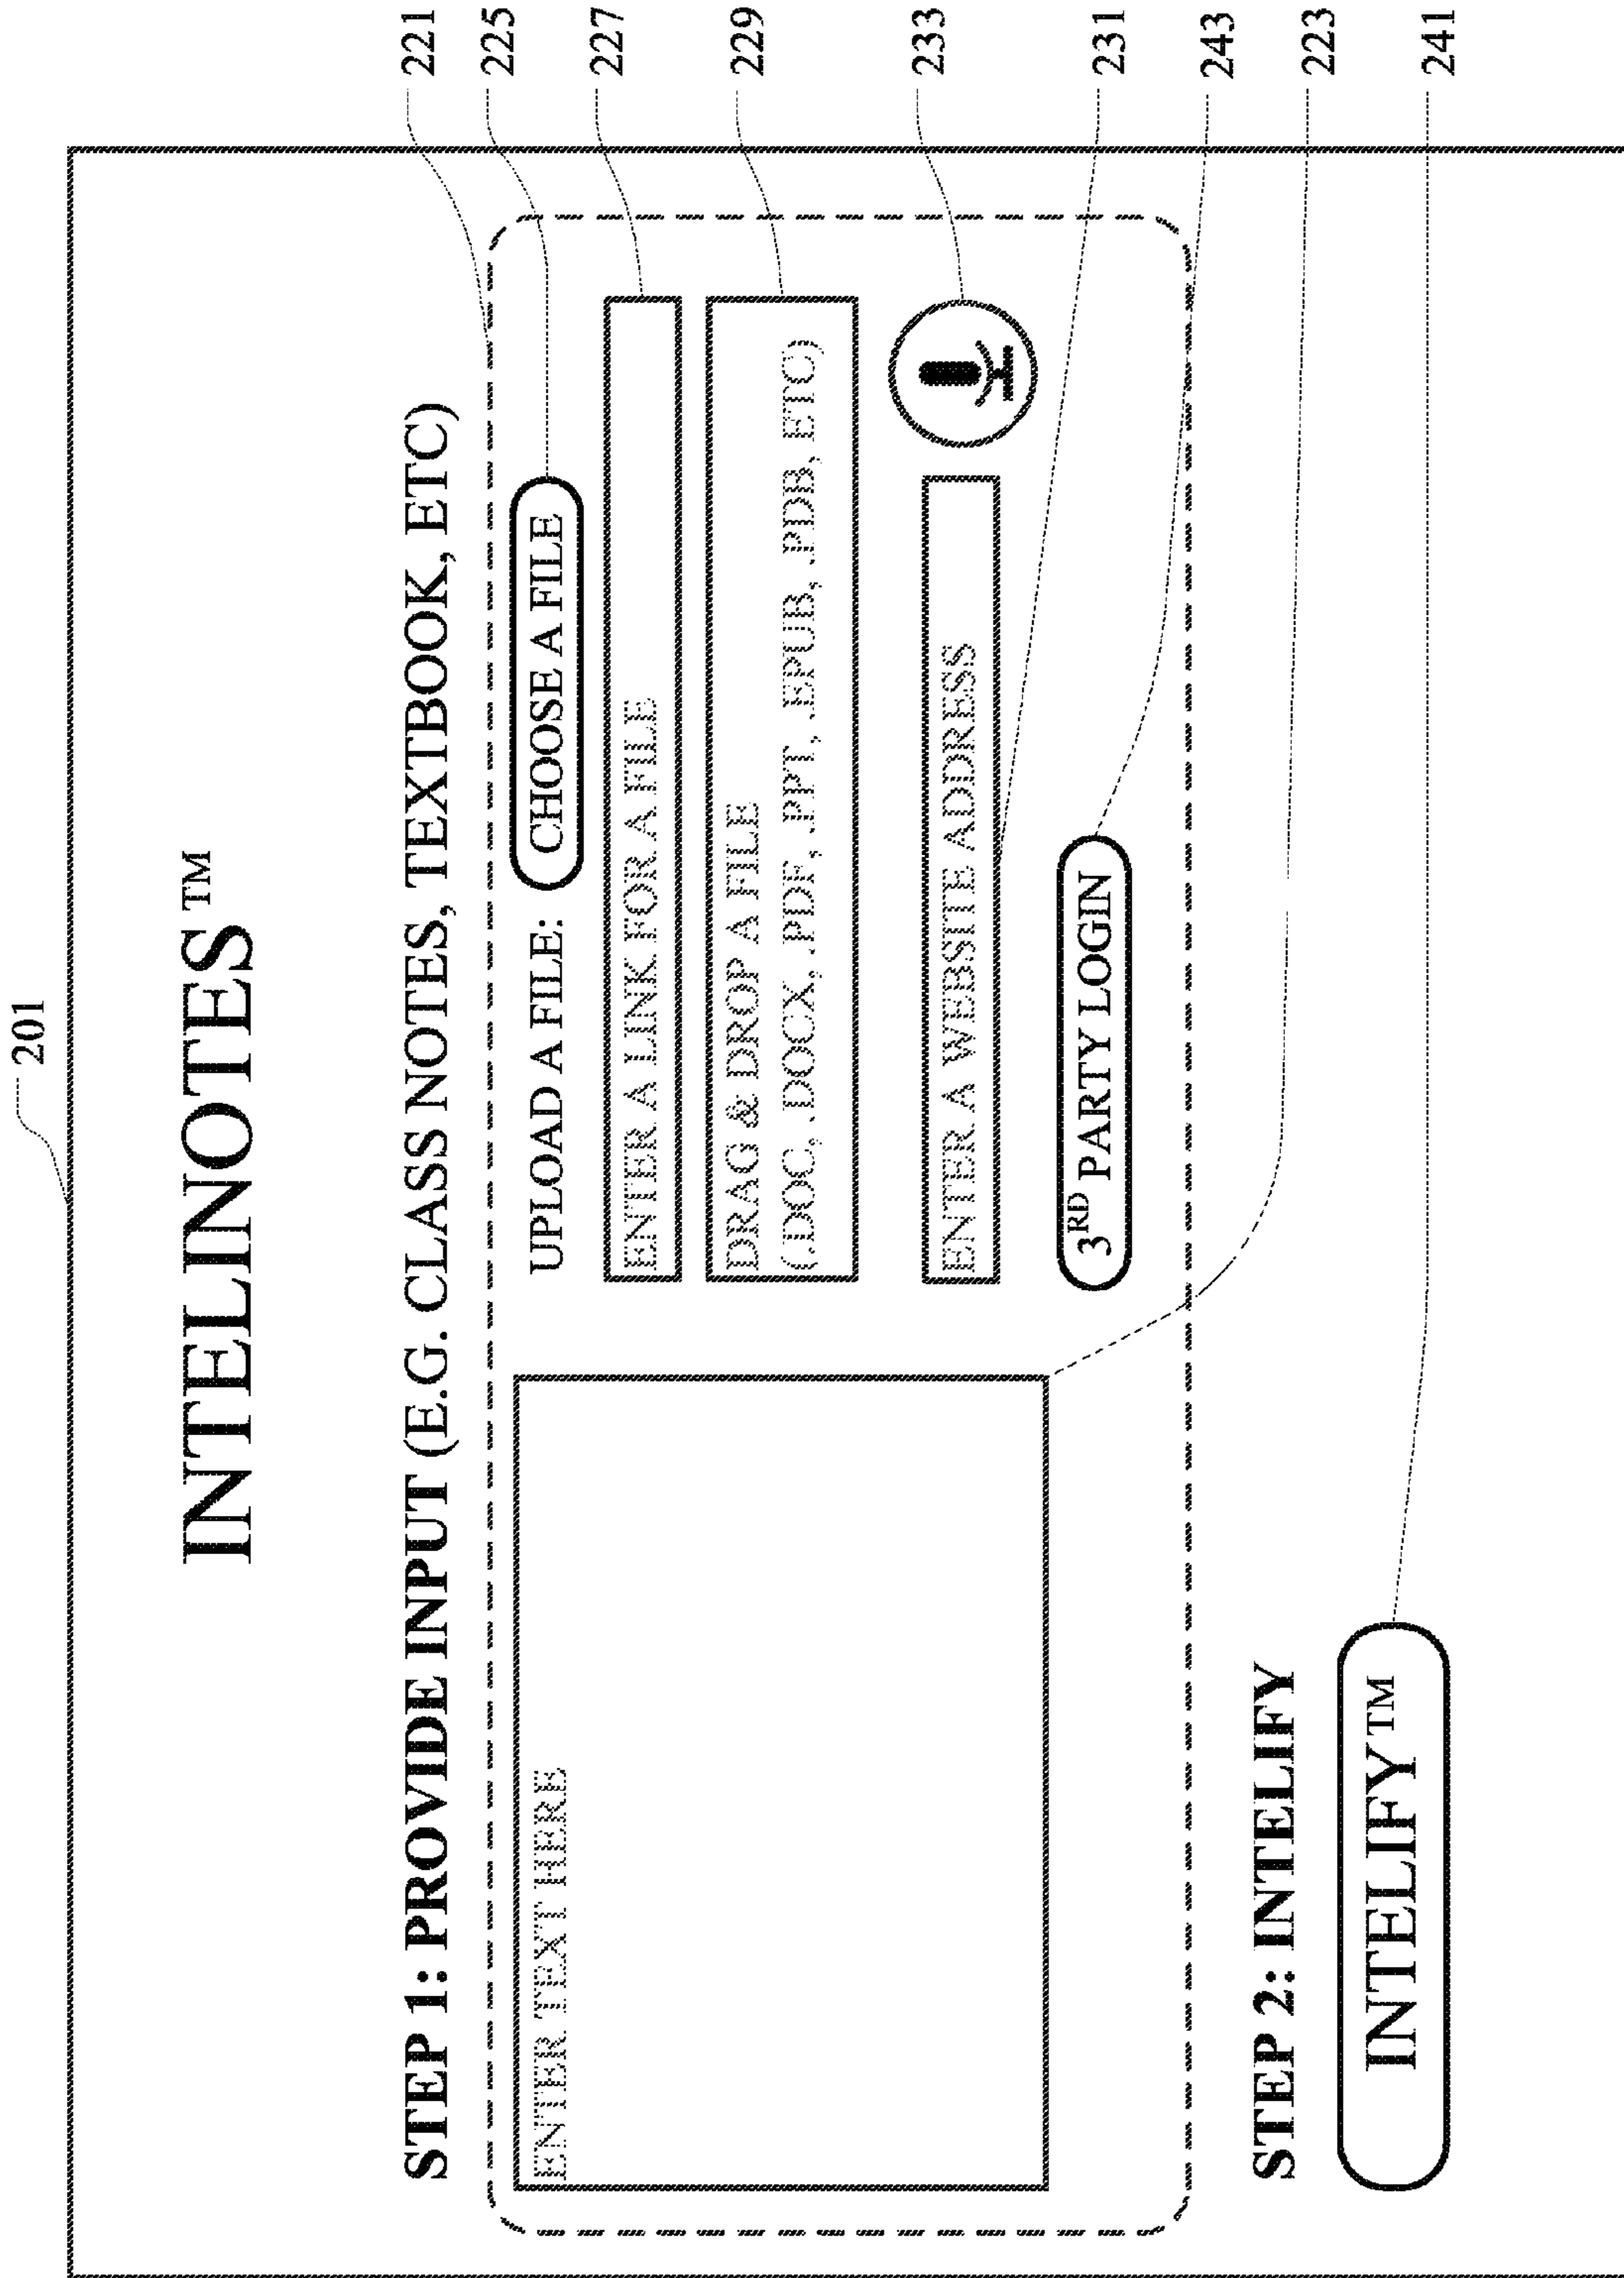 201
INTELINOTES™
STEP 1: PROVIDE INPUT (E.G. CLASS NOTES, TEXTBOOK, ETC)
221
ENTER TEXT HERE
UPLOAD A FILE: CHOOSE A FILE
225
ENTER A LINK FOR A FILE
227
DRAG & DROP A FILE
(.DOC, .DOCX, .PDF, .PPT, .EPUB, .PDB, ETC)
229
ENTER A WEBSITE ADDRESS
233
231
3RD PARTY LOGIN
243
223
STEP 2: INTELIFY
INTELIFY™
241